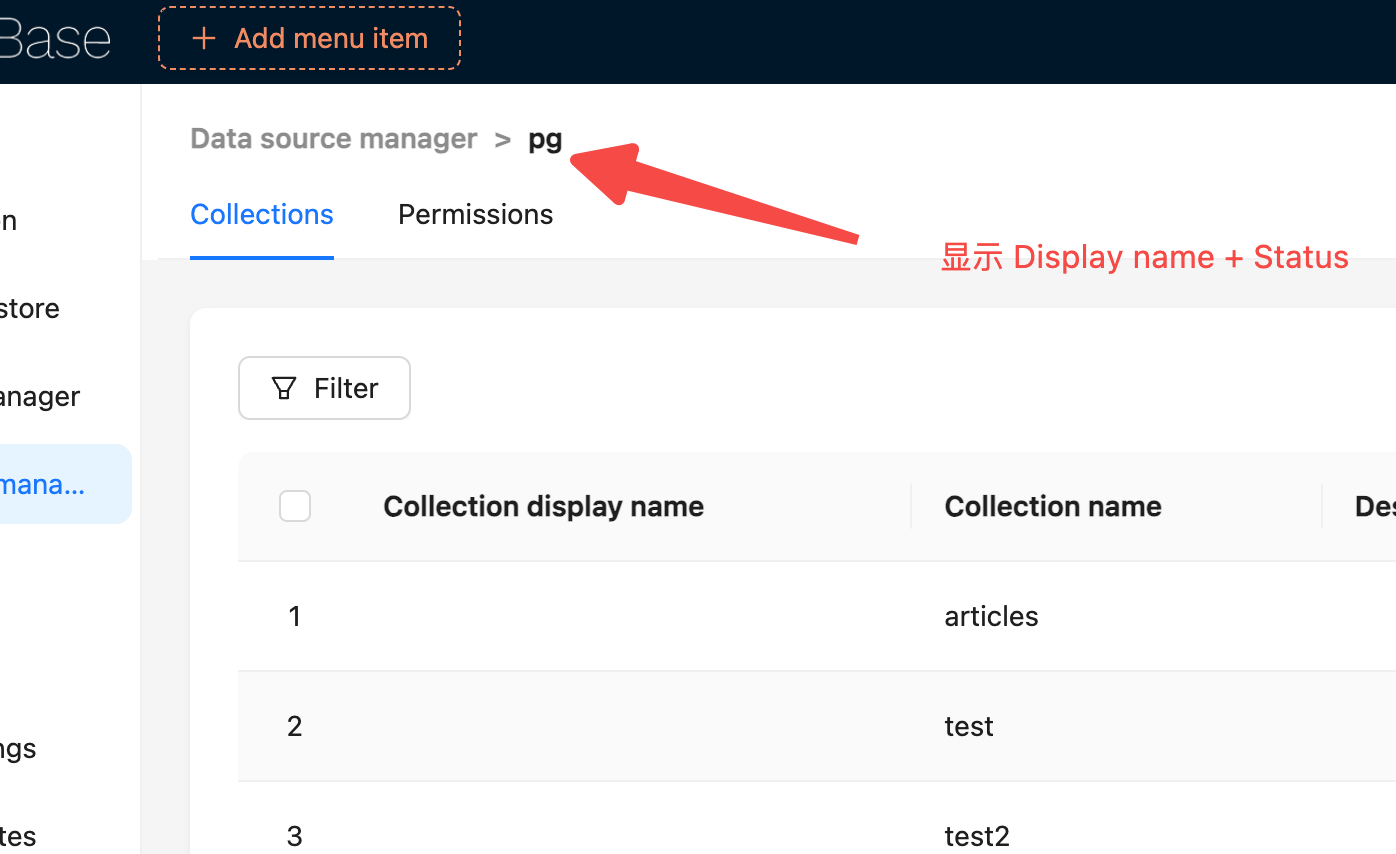 Base
+ Add menu item
Data source manager > pg
Collections
Permissions
显示 Display name + Status
n
store
anager
mana...
ngs
tes
Filter
Collection display name
Collection name
Des
1
articles
2
test
3
test2